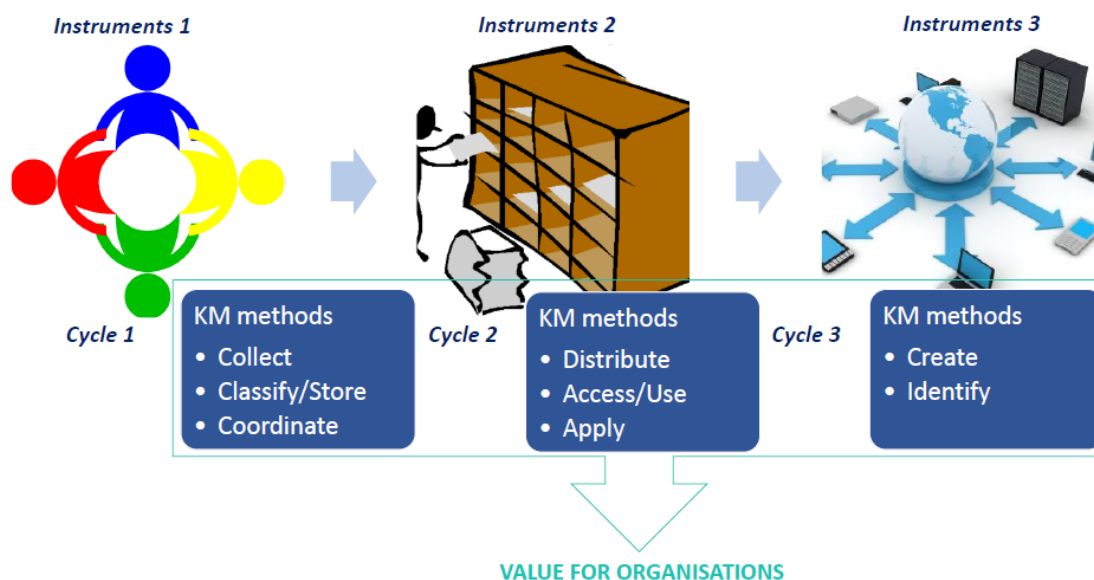 Instruments 1
Instruments 2
Instruments 3
Cycle 1
KM methods
• Collect
• Classify/Store
• Coordinate
Cycle 2
KM methods
• Distribute
• Access/Use
• Apply
Cycle 3
KM methods
• Create
• Identify
VALUE FOR ORGANISATIONS